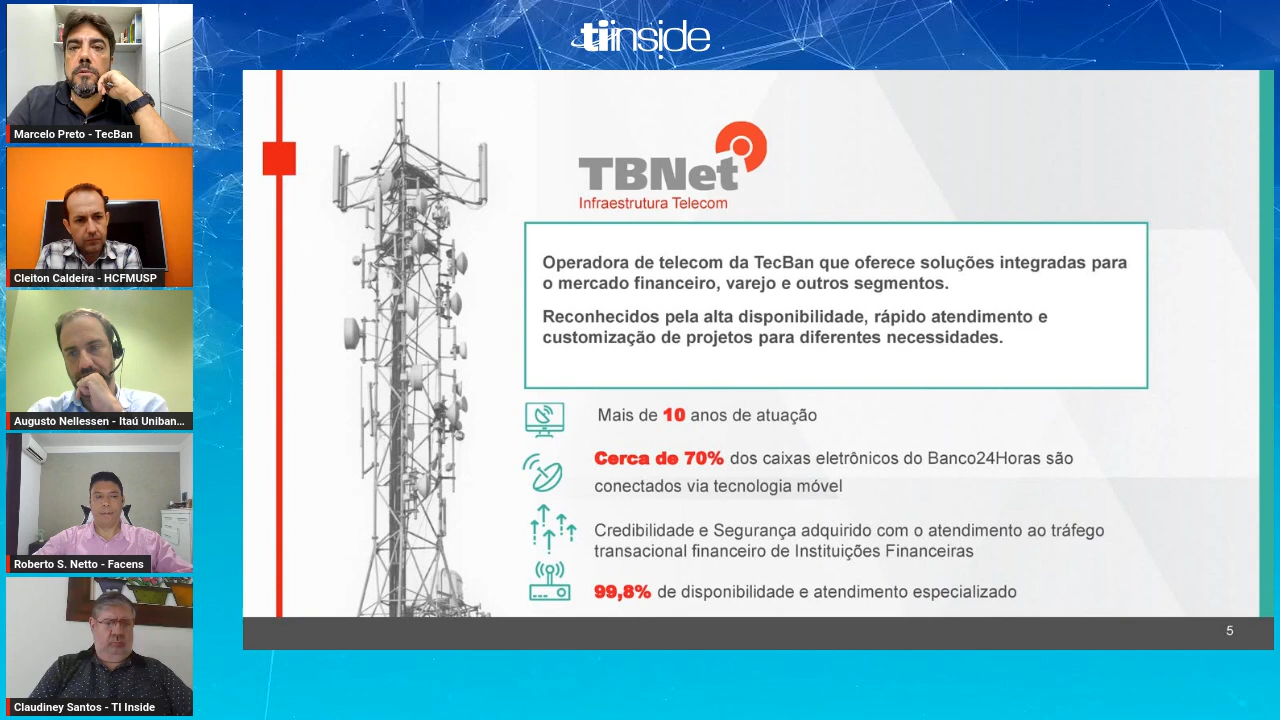 tiinside
Marcelo Preto - TecBan
Cleiton Caldeira - HCFMUSP
Augusto Nellessen - Itaú Uniban...
Roberto S. Netto - Facens
Claudiney Santos - TI Inside
TBNet
Infraestrutura Telecom
Operadora de telecom da TecBan que oferece soluções integradas para
o mercado financeiro, varejo e outros segmentos.
Reconhecidos pela alta disponibilidade, rápido atendimento e
customização de projetos para diferentes necessidades.
Mais de 10 anos de atuação
Cerca de 70% dos caixas eletrônicos do Banco24Horas são
conectados via tecnologia móvel
Credibilidade e Segurança adquirido com o atendimento ao tráfego
transacional financeiro de Instituições Financeiras
99,8% de disponibilidade e atendimento especializado
5